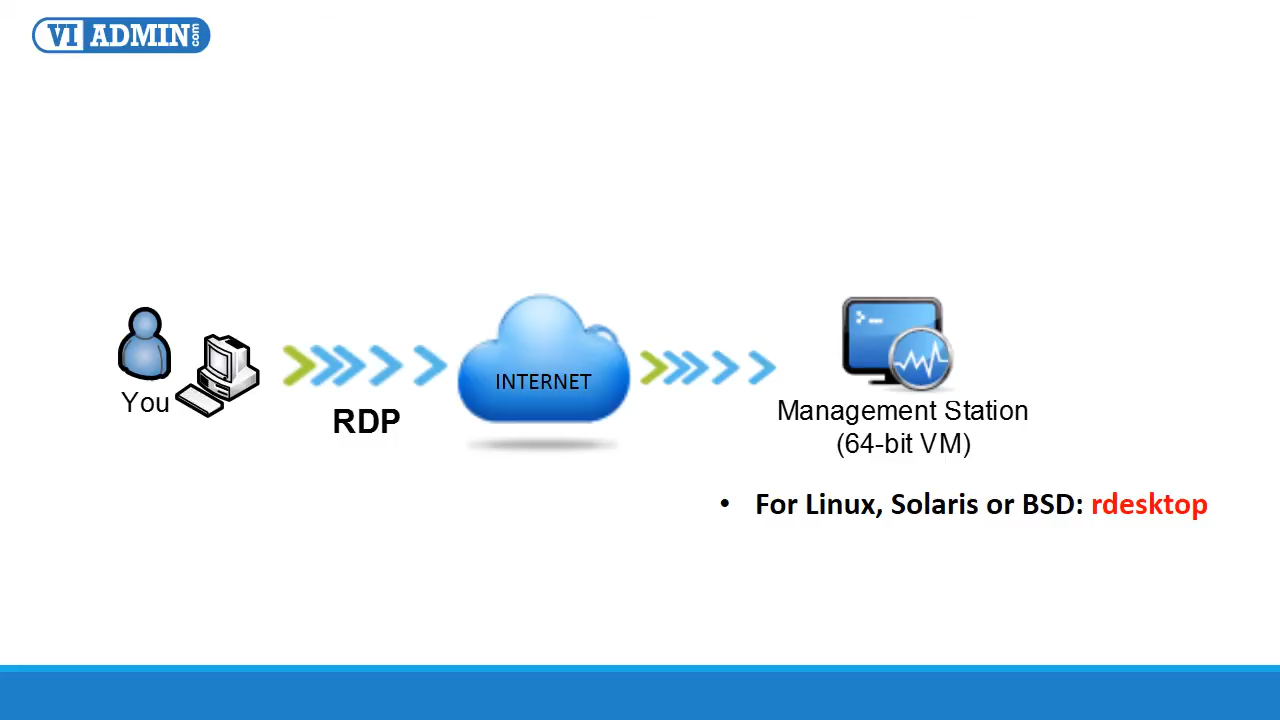 VI ADMIN.com
You
RDP
INTERNET
>_
Management Station
(64-bit VM)
• For Linux, Solaris or BSD: rdesktop